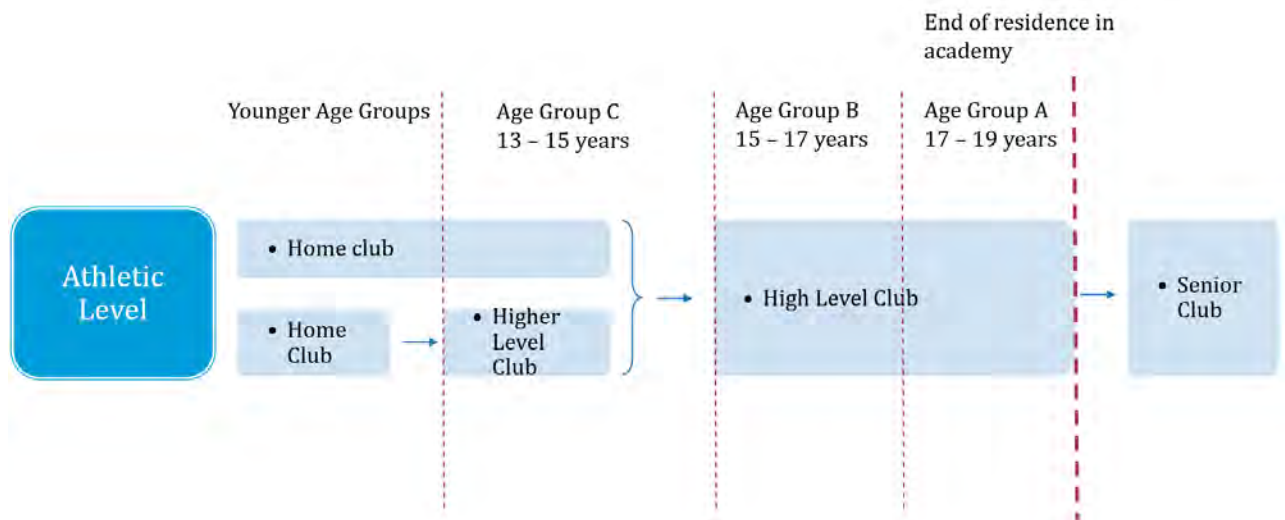 End of residence in
academy
Younger Age Groups
Age Group C
13 – 15 years
Age Group B
15 – 17 years
Age Group A
17 – 19 years
Athletic
Level
• Home club
• Home
Club
• Higher
Level
Club
• High Level Club
• Senior
Club